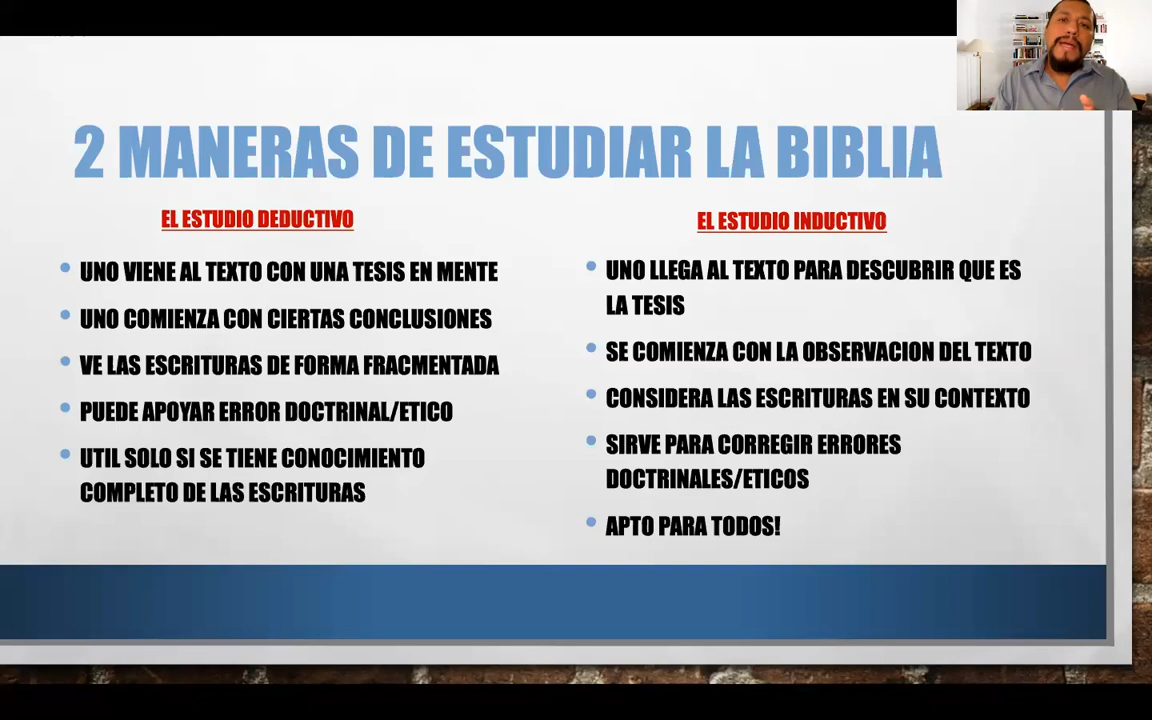 2 MANERAS DE ESTUDIAR LA BIBLIA
EL ESTUDIO DEDUCTIVO
UNO VIENE AL TEXTO CON UNA TESIS EN MENTE
UNO COMIENZA CON CIERTAS CONCLUSIONES
VE LAS ESCRITURAS DE FORMA FRACMENTADA
PUEDE APOYAR ERROR DOCTRINAL/ETICO
UTIL SOLO SI SE TIENE CONOCIMIENTO
COMPLETO DE LAS ESCRITURAS
EL ESTUDIO INDUCTIVO
UNO LLEGA AL TEXTO PARA DESCUBRIR QUE ES
LA TESIS
SE COMIENZA CON LA OBSERVACION DEL TEXTO
CONSIDERA LAS ESCRITURAS EN SU CONTEXTO
SIRVE PARA CORREGIR ERRORES
DOCTRINALES/ETICOS
APTO PARA TODOS!